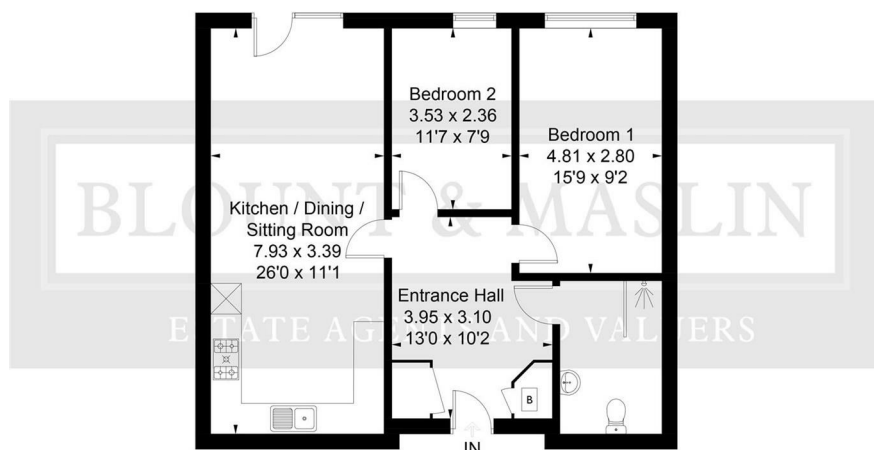 Bedroom 2
3.53 x 2.36
11'7 x 7'9
Bedroom 1
4.81 x 2.80
15'9 x 9'2
BLOUNT & MASLIN
Kitchen / Dining /
Sitting Room
7.93 x 3.39
26'0 x 11'1
Entrance Hall
3.95 x 3.10
13'0 x 10'2
ESTATE AGENTS AND VALUERS
B
IN